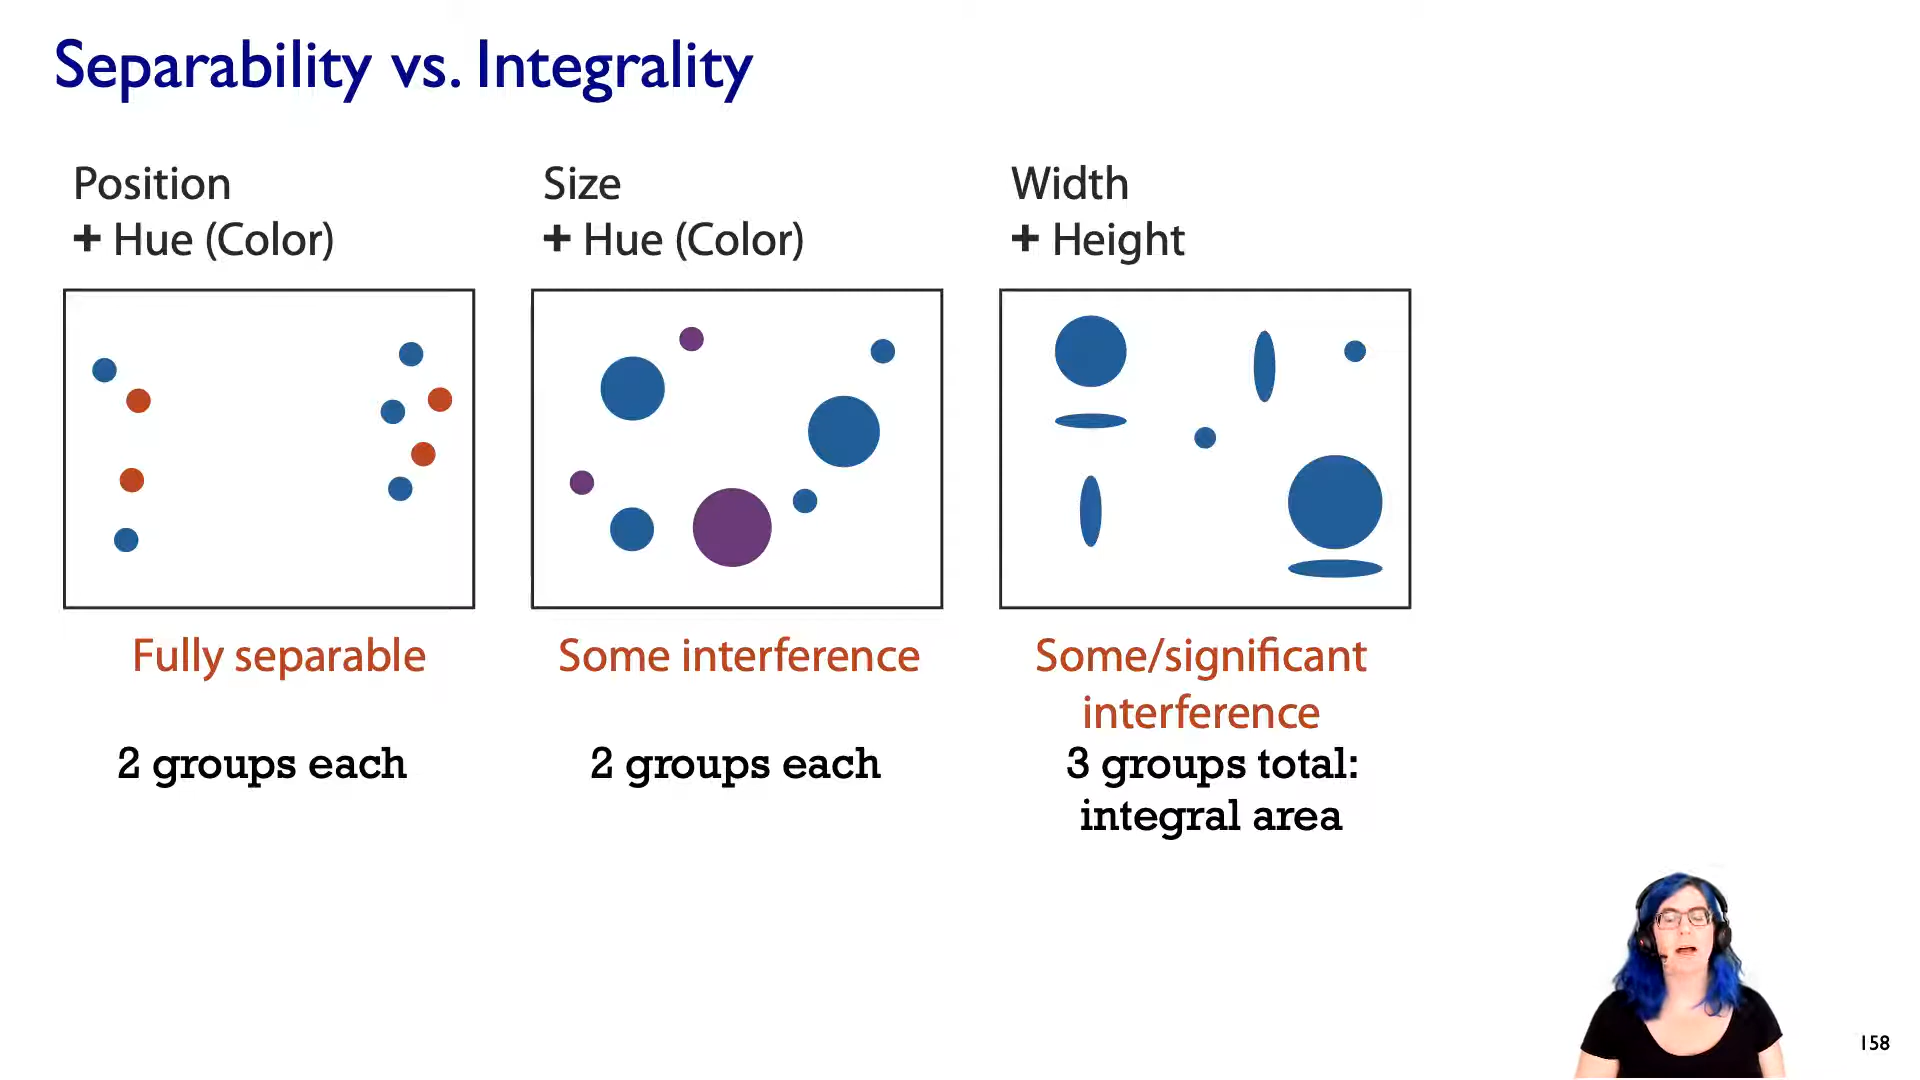 Separability vs. Integrality
Position
+ Hue (Color)
Size
+ Hue (Color)
Width
+ Height
Fully separable
Some interference
Some/significant
interference
2 groups each
2 groups each
3 groups total:
integral area
158